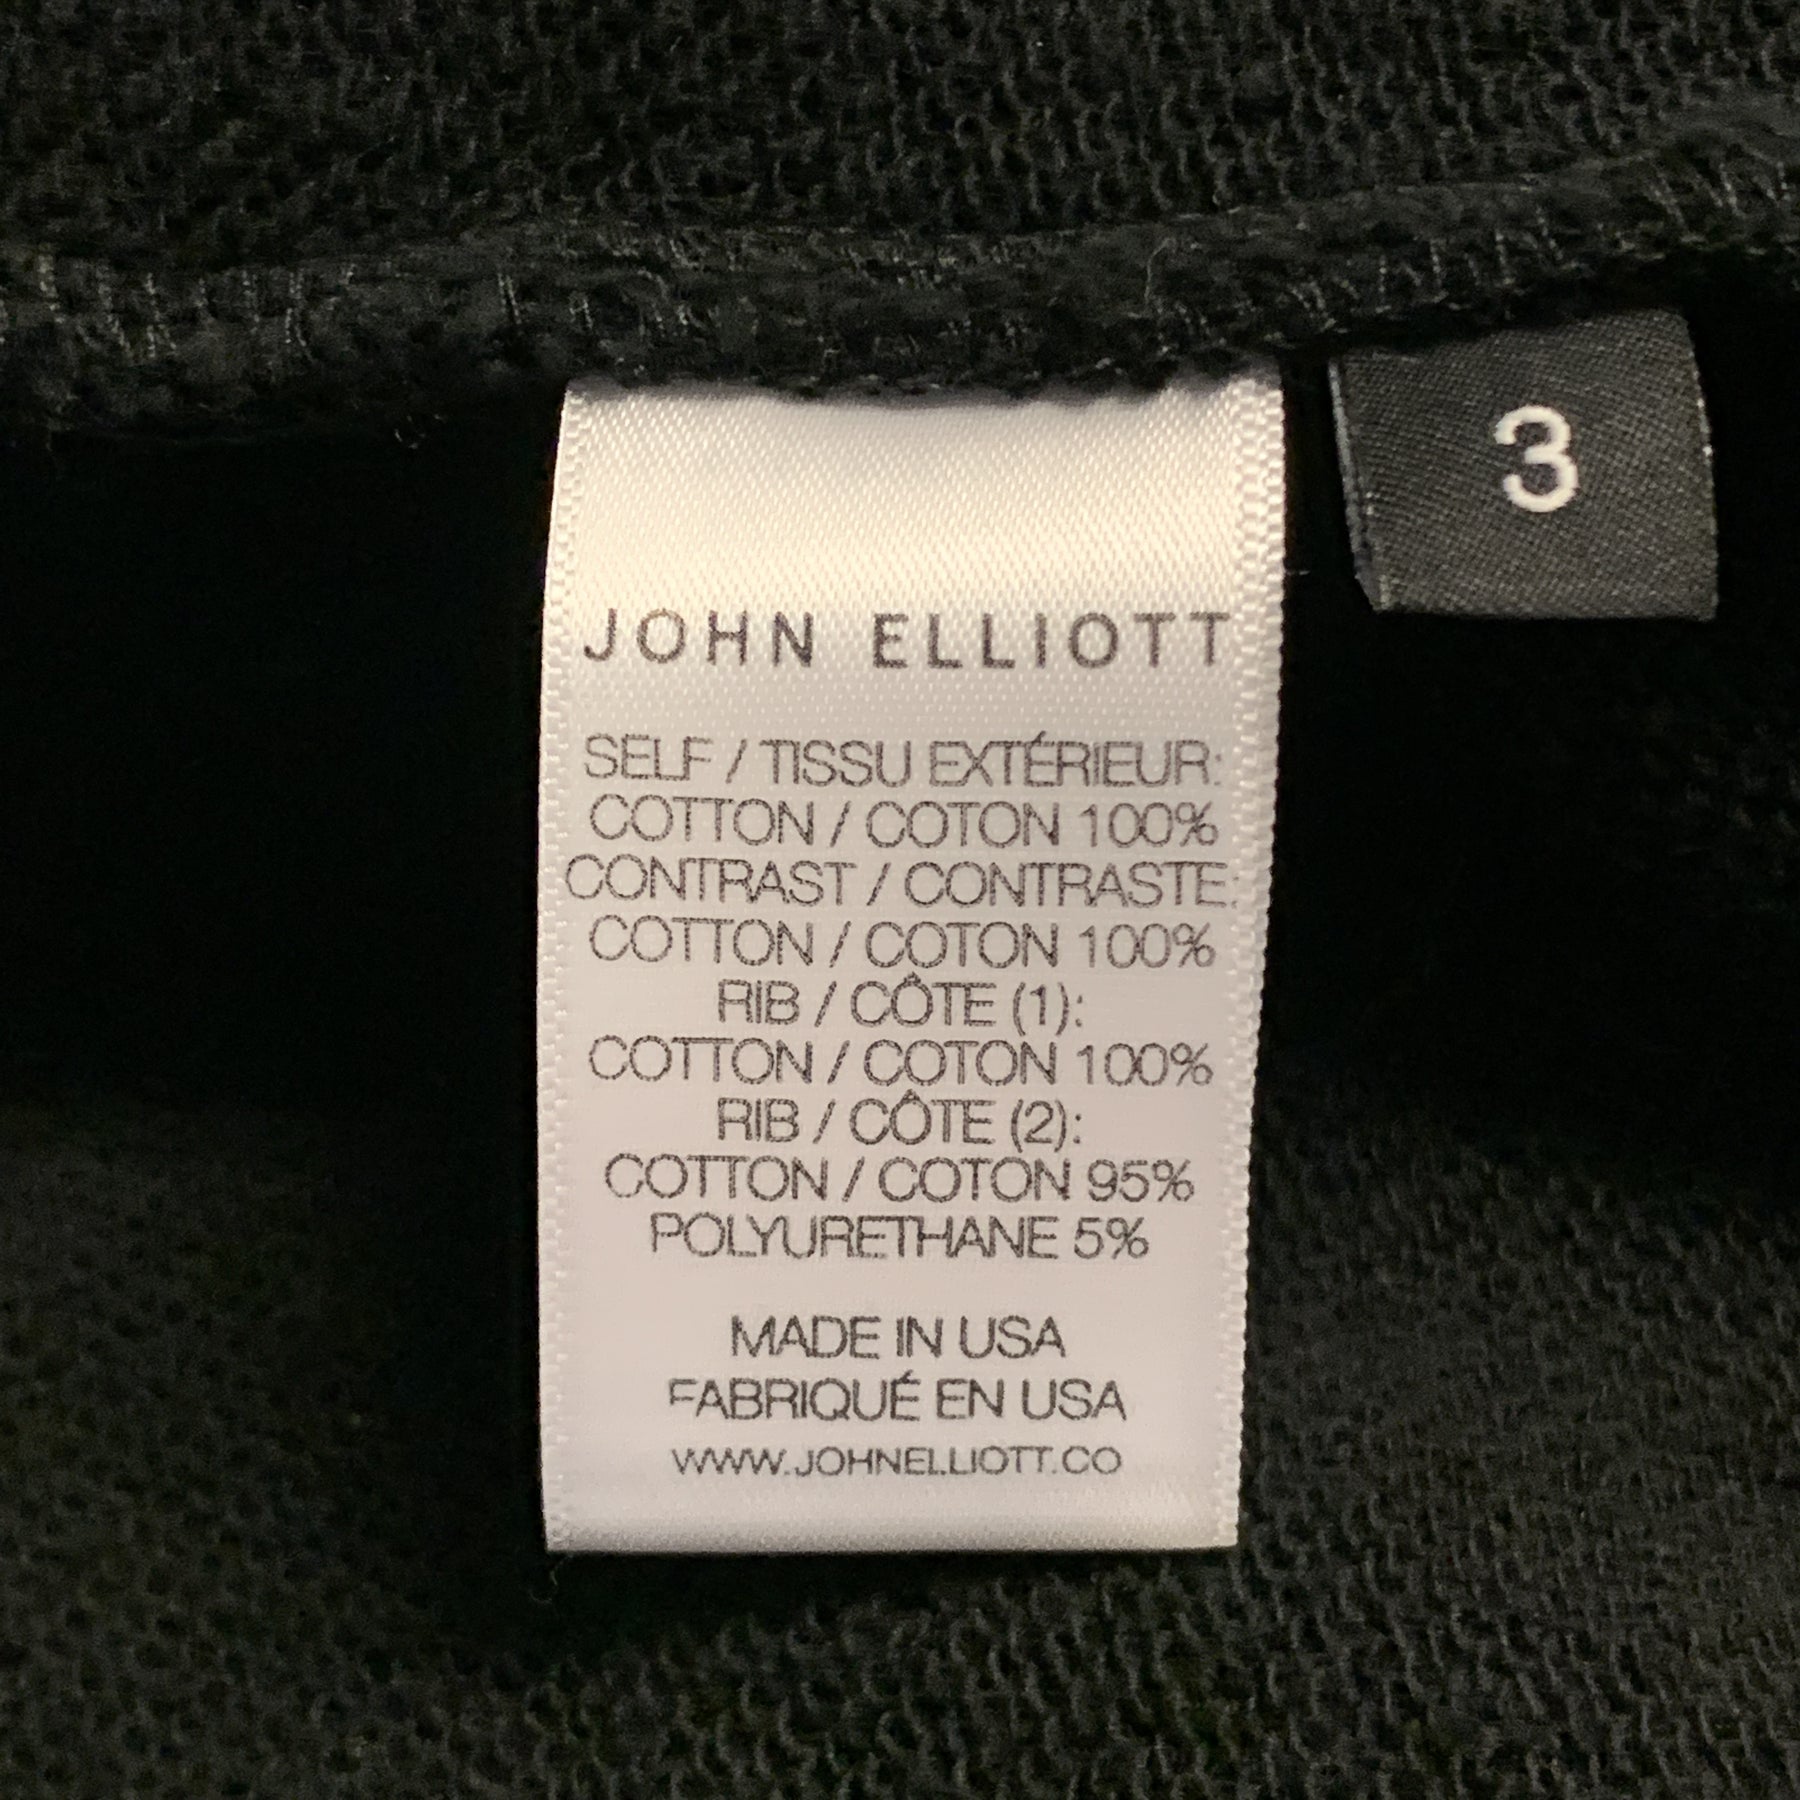 3
JOHN ELLIOTT
SELF / TISSU EXTÉRIEUR:
COTTON / COTON 100%
CONTRAST / CONTRASTE:
COTTON / COTON 100%
RIB / CÔTE (1):
COTTON / COTON 100%
RIB / CÔTE (2):
COTTON / COTON 95%
POLYURETHANE 5%
MADE IN USA
FABRIQUÉ EN USA
WWW.JOHNELLIOTT.CO